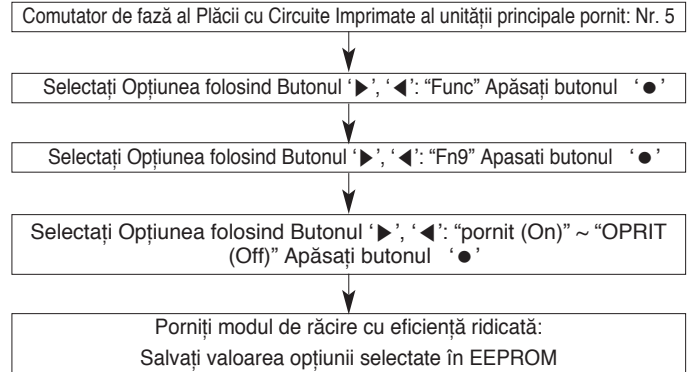 Comutator de fază al Plăcii cu Circuite Imprimate al unității principale pornit: Nr. 5
Selectați Opțiunea folosind Butonul ‘▶’, ‘◀’: “Func” Apăsați butonul ‘●’
Selectați Opțiunea folosind Butonul ‘▶’, ‘◀’: “Fn9” Apasati butonul ‘●’
Selectați Opțiunea folosind Butonul ‘▶’, ‘◀’: “pornit (On)” ~ “OPRIT
(Off)” Apăsați butonul ‘●’
Porniți modul de răcire cu eficiență ridicată:
Salvați valoarea opțiunii selectate în EEPROM